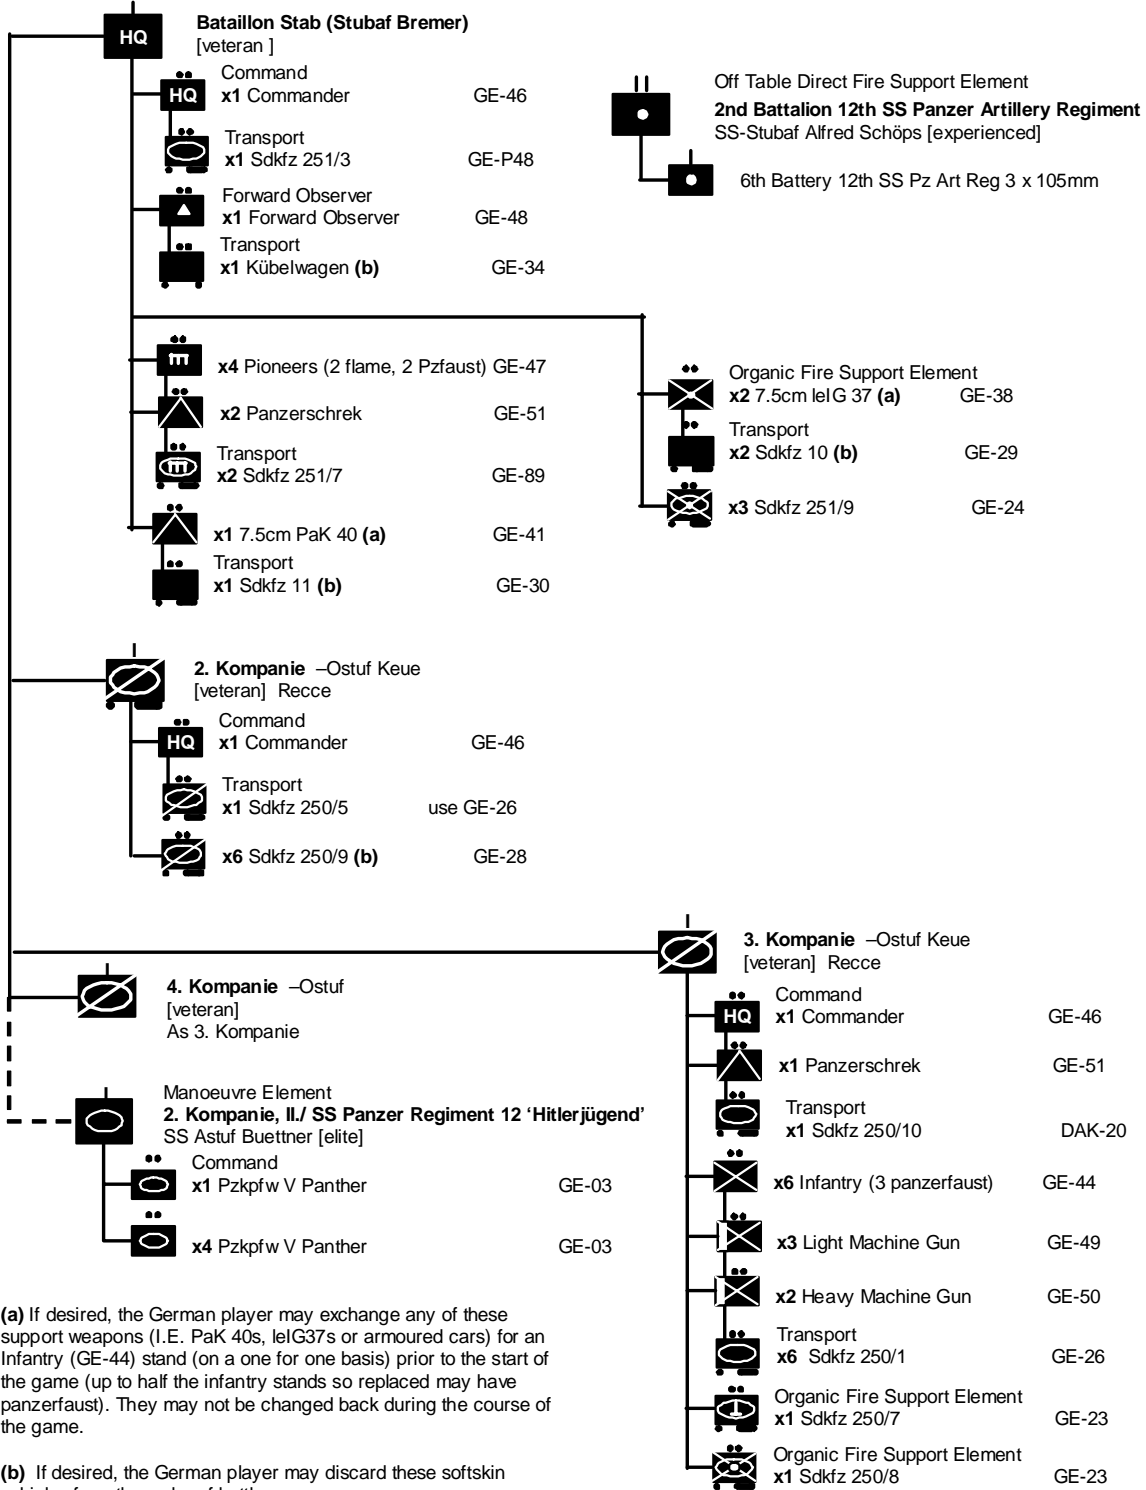 HQ
Bataillon Stab (Stubaf Bremer)
[veteran ]
Command
HQ
x1 Commander GE-46
Transport
x1 Sdkfz 251/3 GE-P48
Forward Observer
x1 Forward Observer GE-48
Transport
x1 Kübelwagen (b) GE-34
Off Table Direct Fire Support Element
2nd Battalion 12th SS Panzer Artillery Regiment
SS-Stubaf Alfred Schöps [experienced]
6th Battery 12th SS Pz Art Reg 3 x 105mm
x4 Pioneers (2 flame, 2 Pzfaust) GE-47
x2 Panzerschrek GE-51
Transport
x2 Sdkfz 251/7 GE-89
x1 7.5cm PaK 40 (a) GE-41
Transport
x1 Sdkfz 11 (b) GE-30
Organic Fire Support Element
x2 7.5cm leIG 37 (a) GE-38
Transport
x2 Sdkfz 10 (b) GE-29
x3 Sdkfz 251/9 GE-24
2. Kompanie –Ostuf Keue
[veteran] Recce
Command
HQ
x1 Commander GE-46
Transport
x1 Sdkfz 250/5 use GE-26
x6 Sdkfz 250/9 (b) GE-28
3. Kompanie –Ostuf Keue
[veteran] Recce
Command
HQ
x1 Commander GE-46
x1 Panzerschrek GE-51
Transport
x1 Sdkfz 250/10 DAK-20
x6 Infantry (3 panzerfaust) GE-44
x3 Light Machine Gun GE-49
x2 Heavy Machine Gun GE-50
Transport
x6 Sdkfz 250/1 GE-26
Organic Fire Support Element
x1 Sdkfz 250/7 GE-23
Organic Fire Support Element
x1 Sdkfz 250/8 GE-23
4. Kompanie –Ostuf
[veteran]
As 3. Kompanie
Manoeuvre Element
2. Kompanie, II./ SS Panzer Regiment 12 ‘Hitlerjügend’
SS Astuf Buettner [elite]
Command
x1 Pzkpfw V Panther GE-03
x4 Pzkpfw V Panther GE-03
(a) If desired, the German player may exchange any of these
support weapons (I.E. PaK 40s, leIG37s or armoured cars) for an
Infantry (GE-44) stand (on a one for one basis) prior to the start of
the game (up to half the infantry stands so replaced may have
panzerfaust). They may not be changed back during the course of
the game.
(b) If desired, the German player may discard these softskin